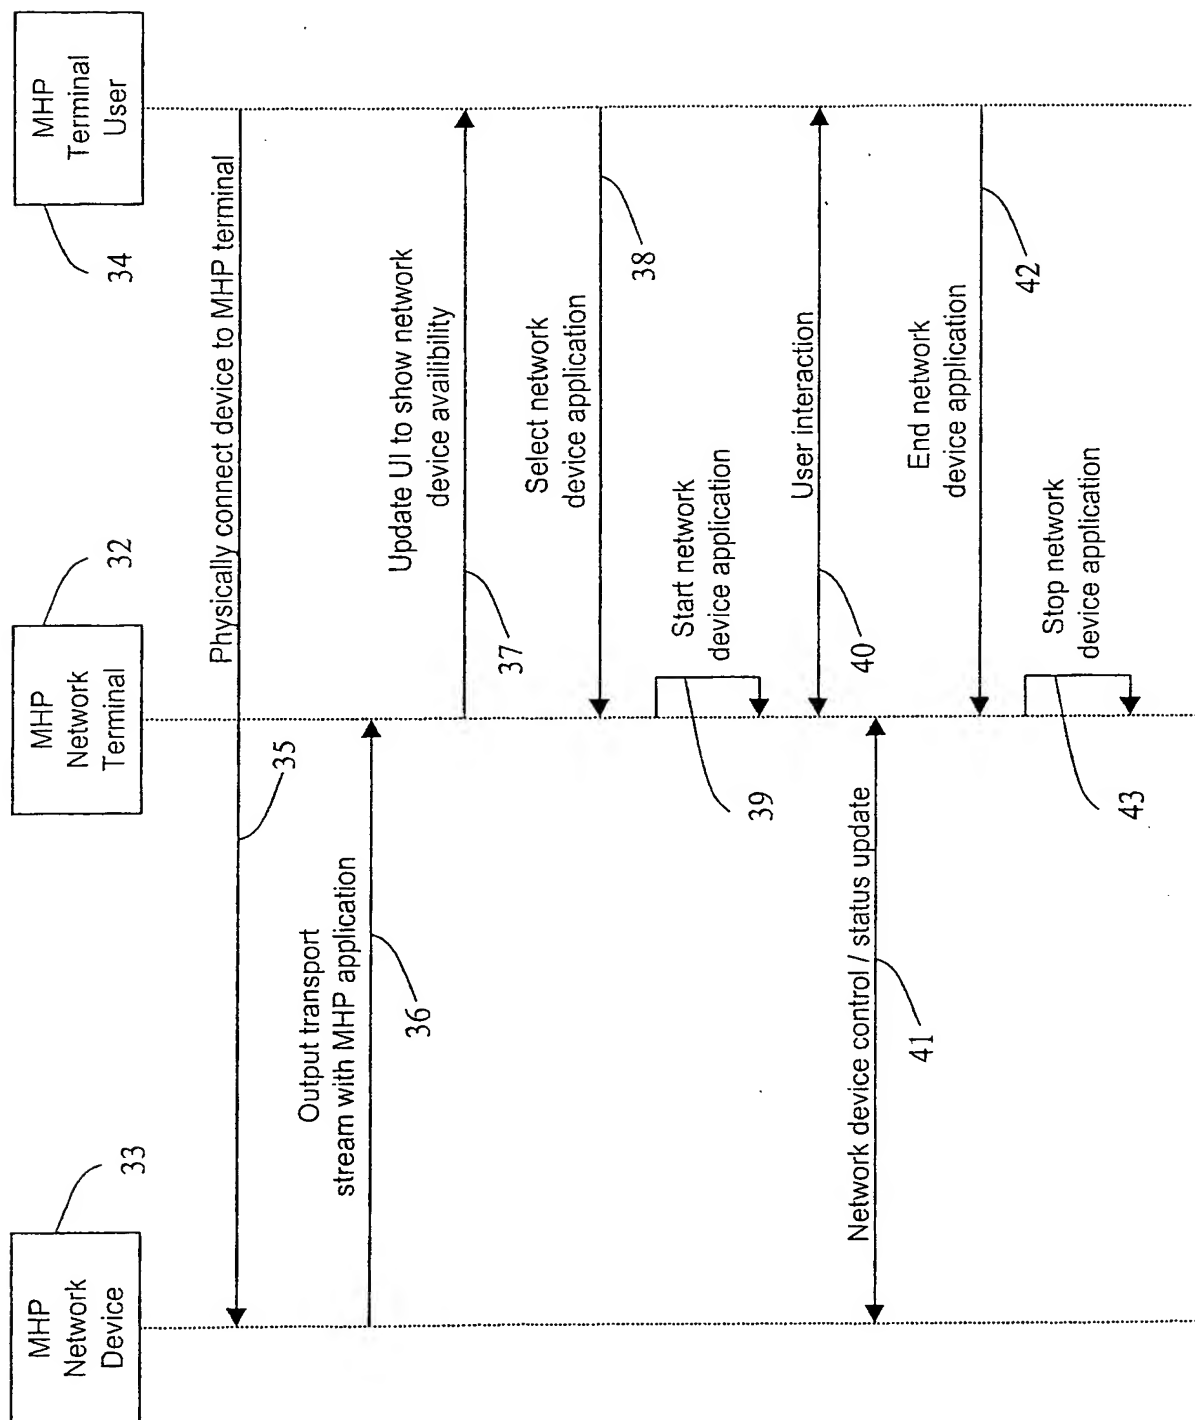 MHP
Network
Device
33
MHP
Network
Terminal
32
MHP
Terminal
User
34
Physically connect device to MHP terminal
35
Output transport
stream with MHP application
36
Update UI to show network
device availibility
37
Select network
device application
38
Start network
device application
39
User interaction
40
Network device control / status update
41
End network
device application
42
Stop network
device application
43